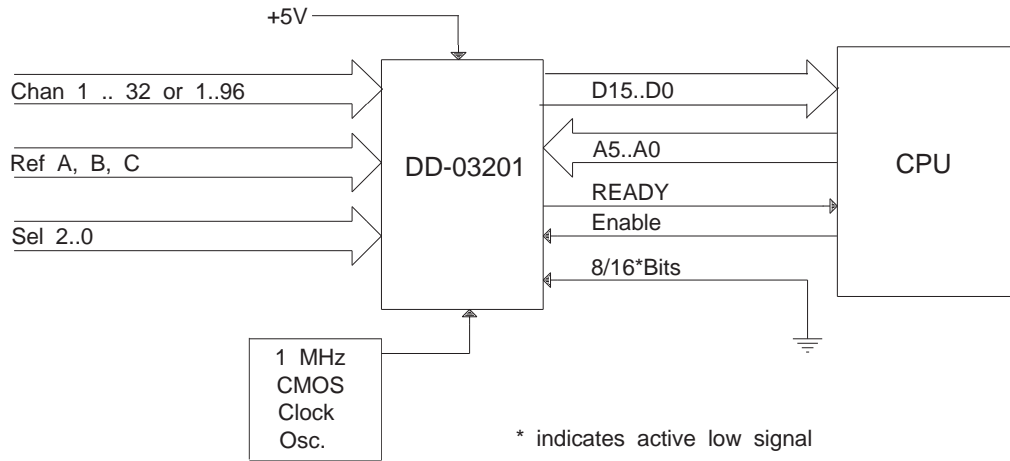 +5V
Chan 1 .. 32 or 1..96
Ref A, B, C
Sel 2..0
DD-03201
D15..D0
A5..A0
READY
Enable
8/16*Bits
CPU
1 MHz
CMOS
Clock
Osc.
* indicates active low signal